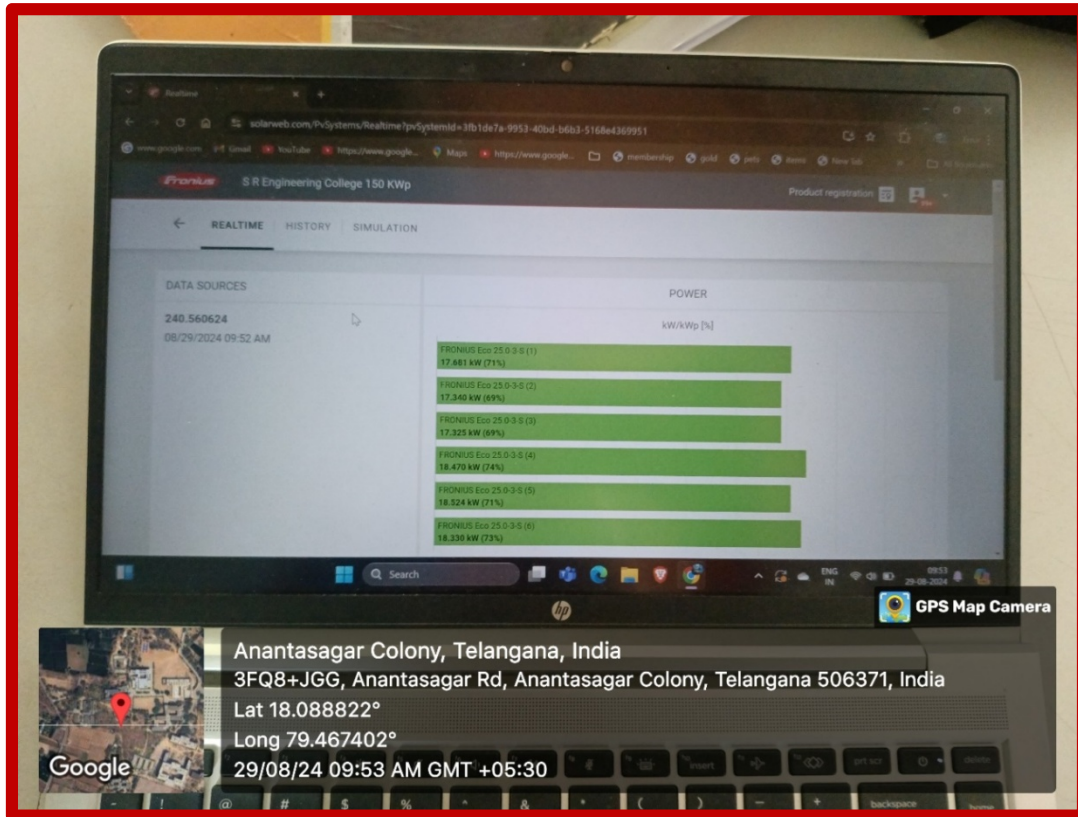 Realtime
solarweb.com/PvSystems/Realtime?pvSystemId=3fb1de7a-9953-40bd-b6b3-5168e4369951
www.google.com Gmail YouTube https://www.google... Maps https://www.google... membership gold pets items New Tab
Fronius S R Engineering College 150 KWp Product registration
REALTIME HISTORY SIMULATION
DATA SOURCES
240.560624
08/29/2024 09:52 AM
POWER
kW/kWp [%]
FRONIUS Eco 25.0-3-S (1)
17.681 kW (71%)
FRONIUS Eco 25.0-3-S (2)
17.340 kW (69%)
FRONIUS Eco 25.0-3-S (3)
17.325 kW (69%)
FRONIUS Eco 25.0-3-S (4)
18.470 kW (74%)
FRONIUS Eco 25.0-3-S (5)
18.524 kW (71%)
FRONIUS Eco 25.0-3-S (6)
18.330 kW (73%)
Search
ENG
IN
09:53
29-08-2024
hp
GPS Map Camera
Anantasagar Colony, Telangana, India
3FQ8+JGG, Anantasagar Rd, Anantasagar Colony, Telangana 506371, India
Lat 18.088822°
Long 79.467402°
29/08/24 09:53 AM GMT +05:30
Google
insert prt scr delete
! @ # $ % ^ & * ( ) – + backspace home